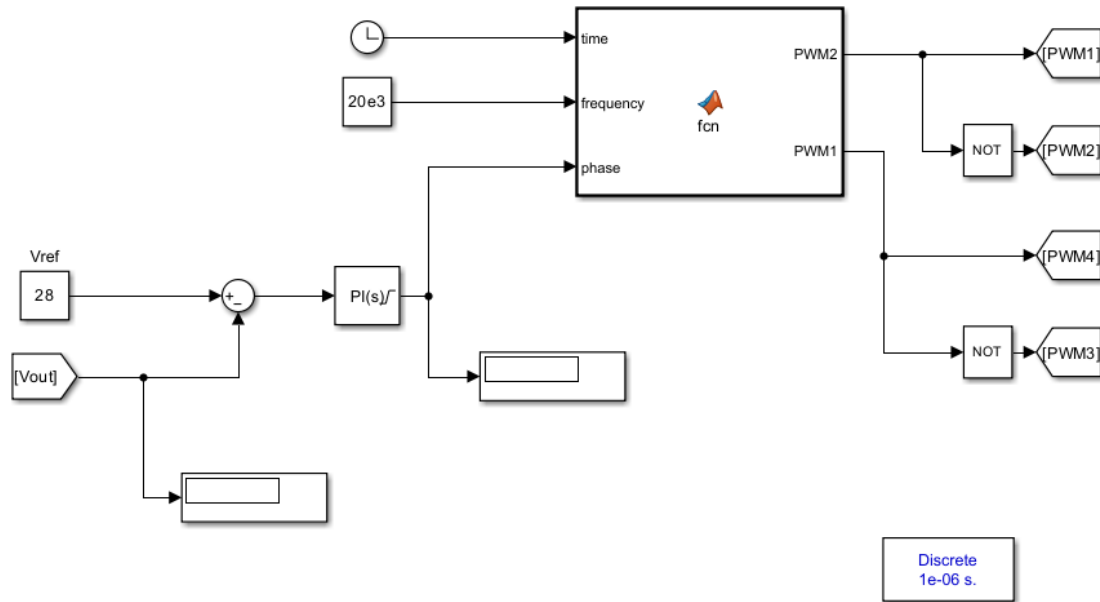 time
frequency
phase
20e3
fcn
PWM2
PWM1
[PWM1]
NOT
[PWM2]
[PWM4]
NOT
[PWM3]
Vref
28
+
-
PI(s)
[Vout]
Discrete
1e-06 s.